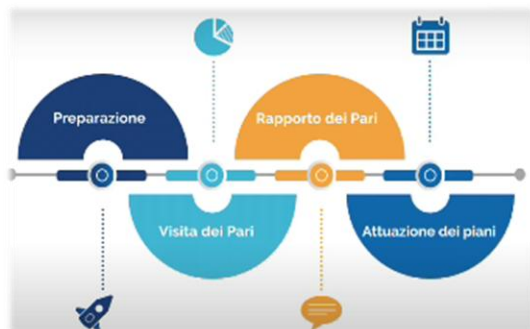 Preparazione
Visita dei Pari
Rapporto dei Pari
Attuazione dei piani